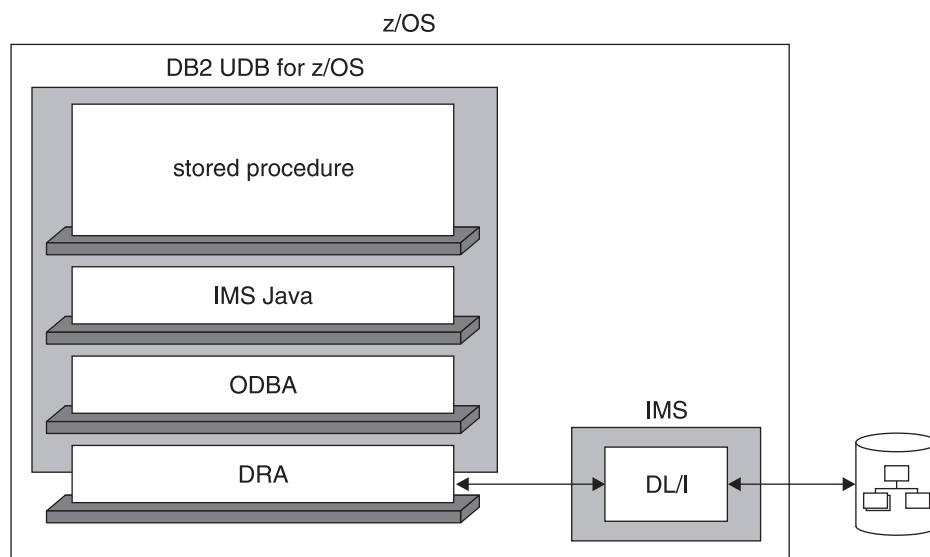 z/OS
DB2 UDB for z/OS
stored procedure
IMS Java
ODBA
DRA
IMS
DL/I